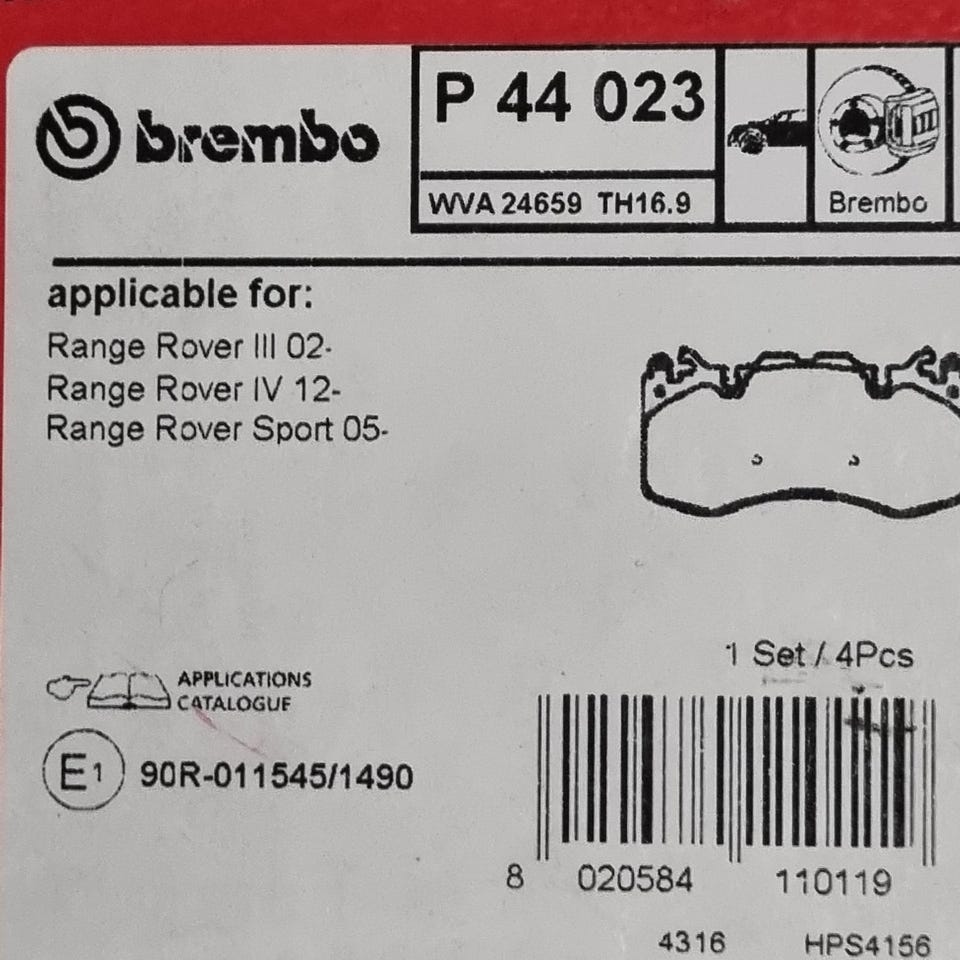 brembo
P 44 023
WVA 24659 TH16.9
Brembo
applicable for:
Range Rover III 02-
Range Rover IV 12-
Range Rover Sport 05-
1 Set / 4Pcs
APPLICATIONS
CATALOGUE
E1 90R-011545/1490
8 020584 110119
4316 HPS4156